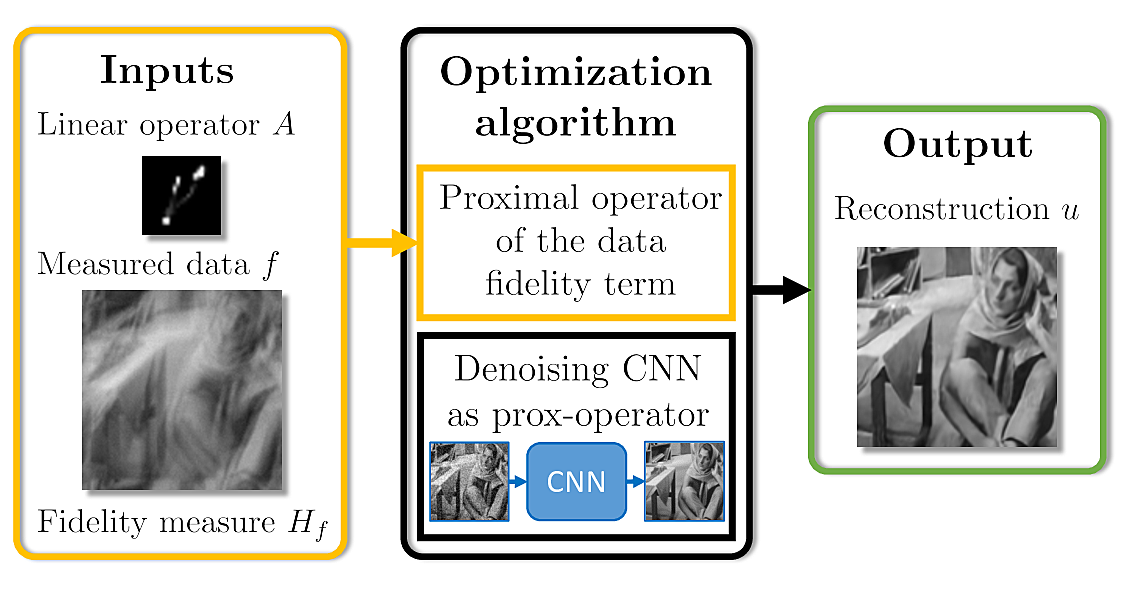 Inputs
Linear operator A
Measured data f
Fidelity measure H_f
Optimization
algorithm
Proximal operator
of the data
fidelity term
Denoising CNN
as prox-operator
CNN
Output
Reconstruction u